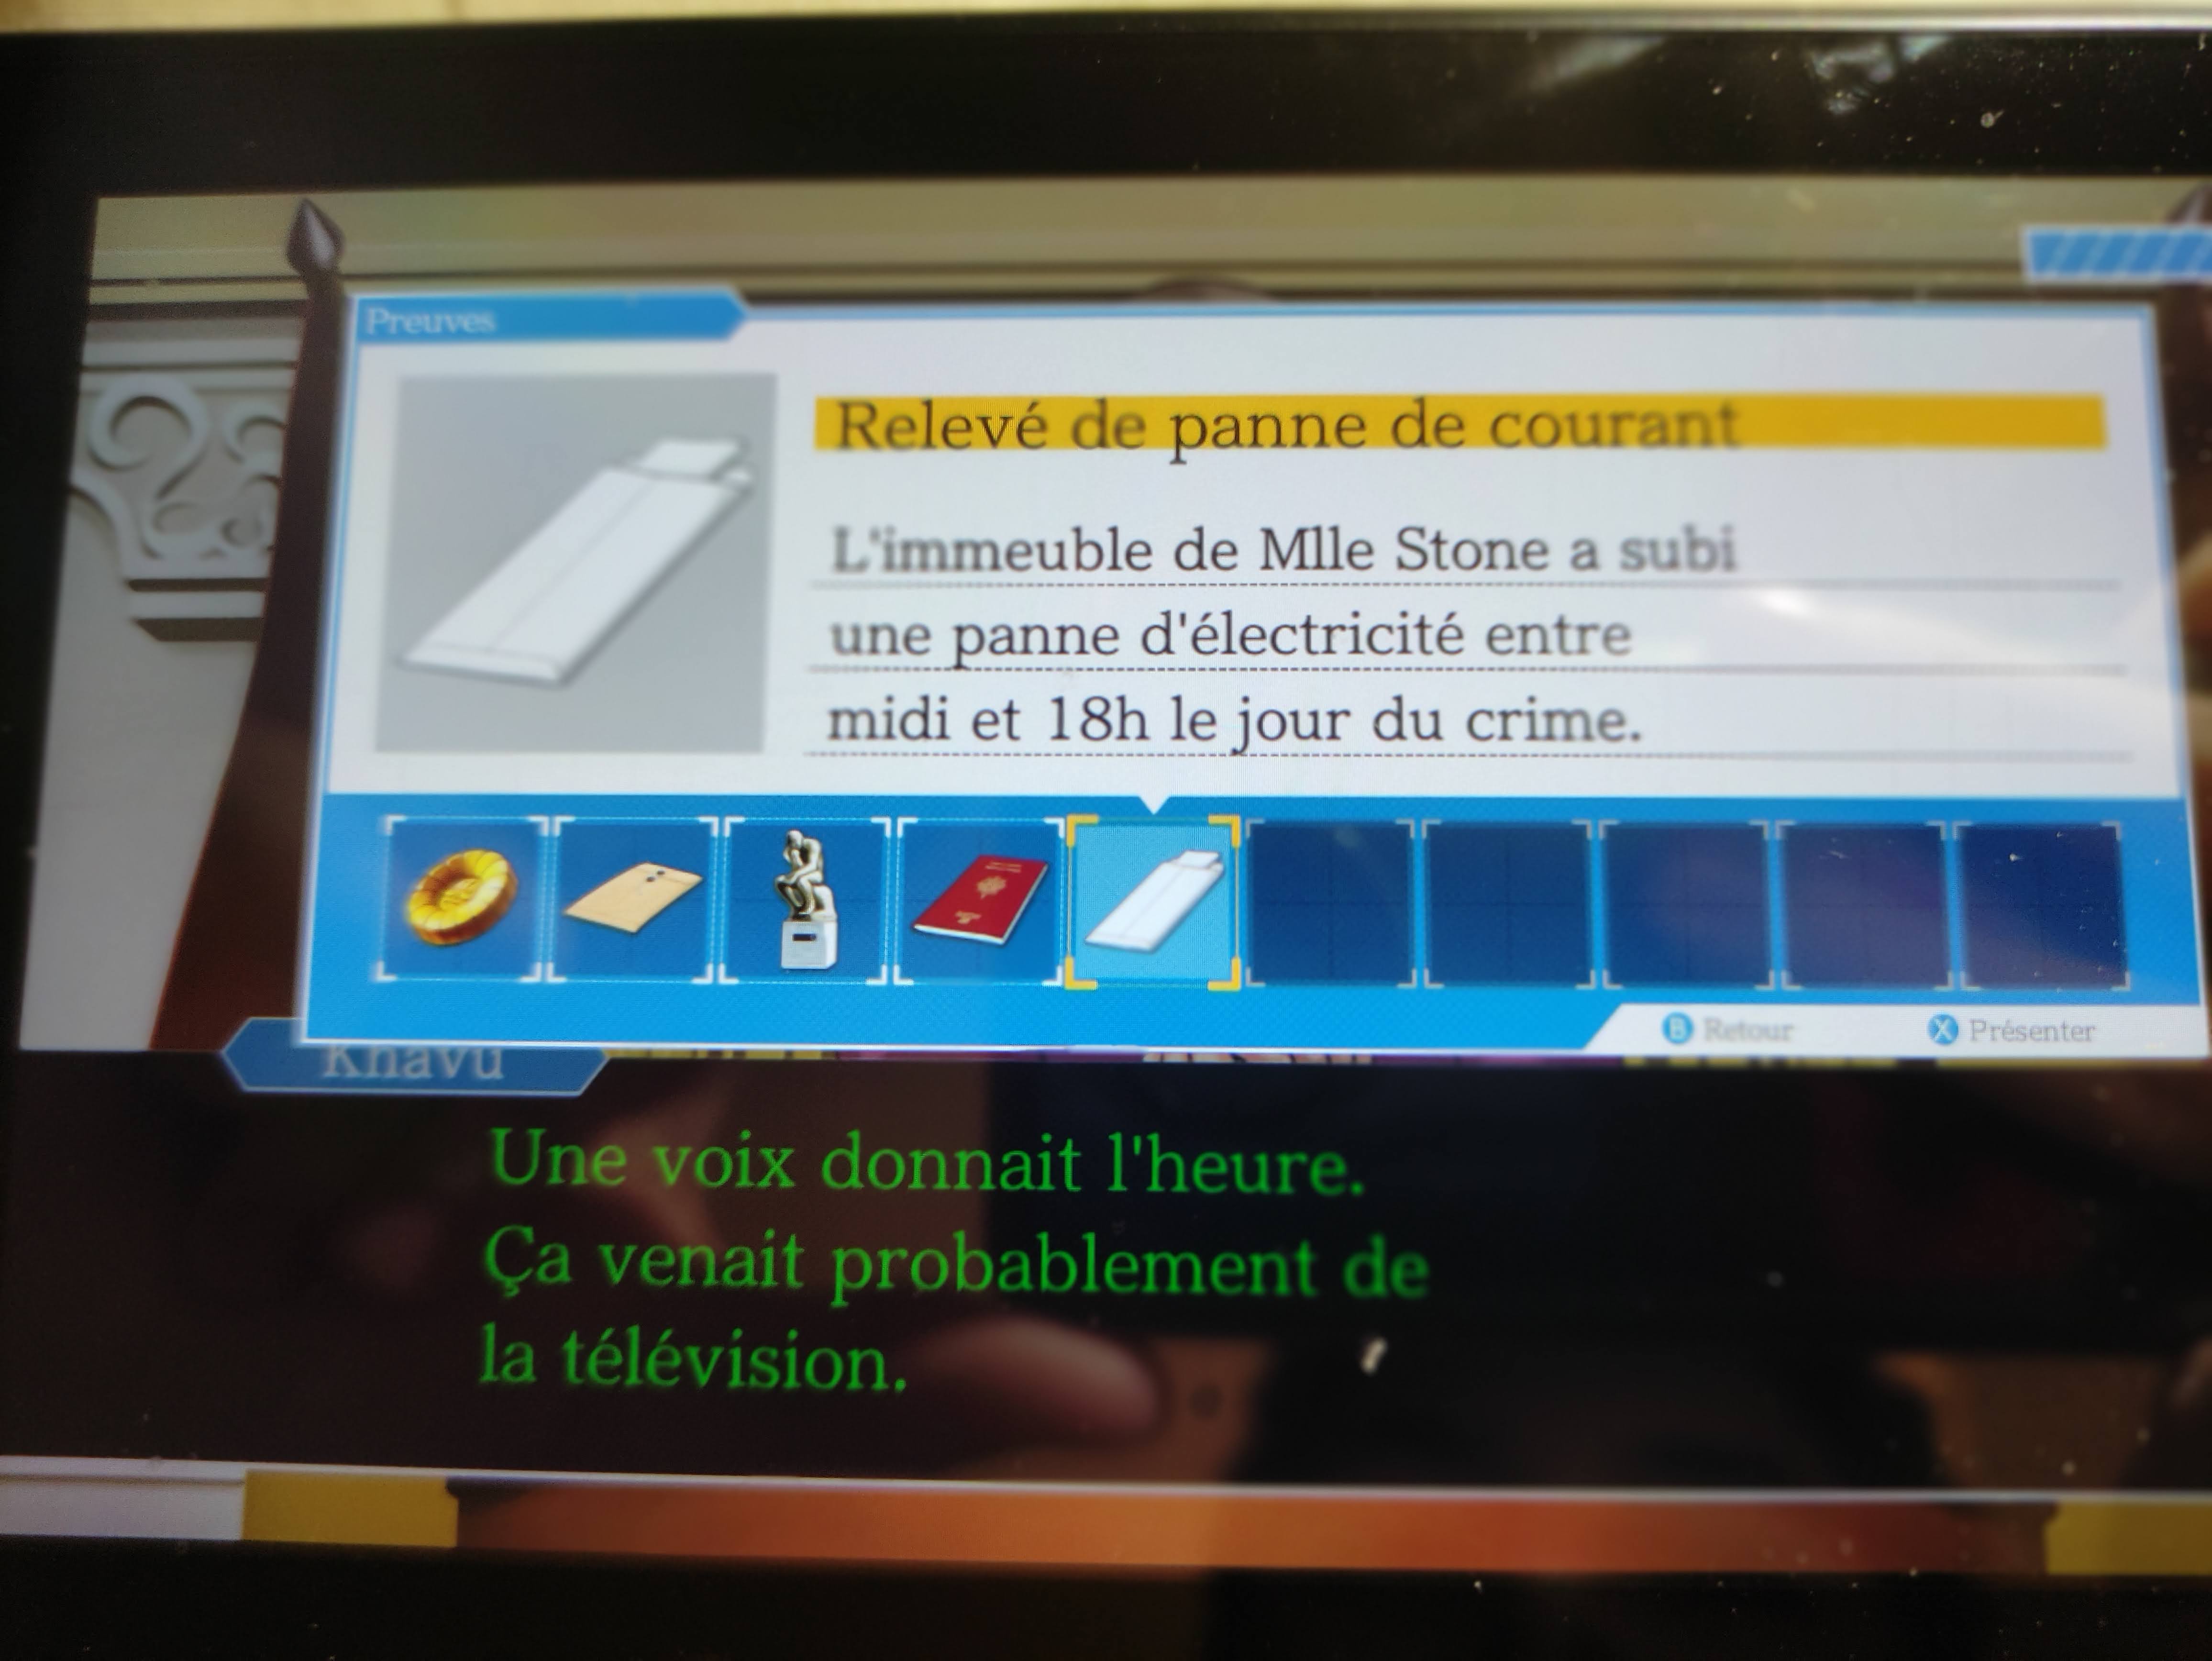 Preuves
Relevé de panne de courant
L'immeuble de Mlle Stone a subi
une panne d'électricité entre
midi et 18h le jour du crime.
B Retour X Présenter
Khavu
Une voix donnait l'heure.
Ça venait probablement de
la télévision.